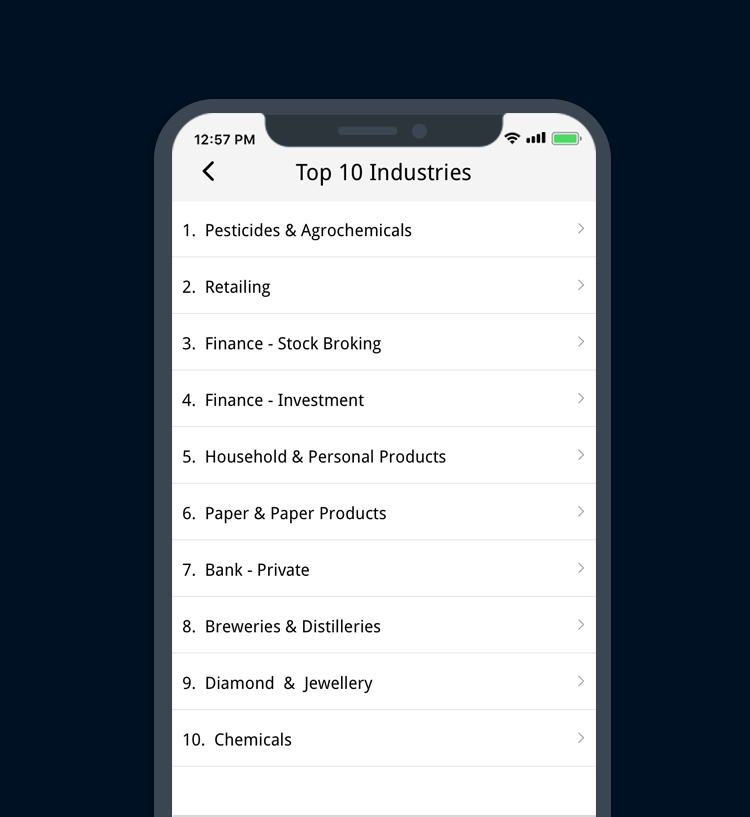 12:57 PM
Top 10 Industries
1. Pesticides & Agrochemicals
2. Retailing
3. Finance - Stock Broking
4. Finance - Investment
5. Household & Personal Products
6. Paper & Paper Products
7. Bank - Private
8. Breweries & Distilleries
9. Diamond & Jewellery
10. Chemicals